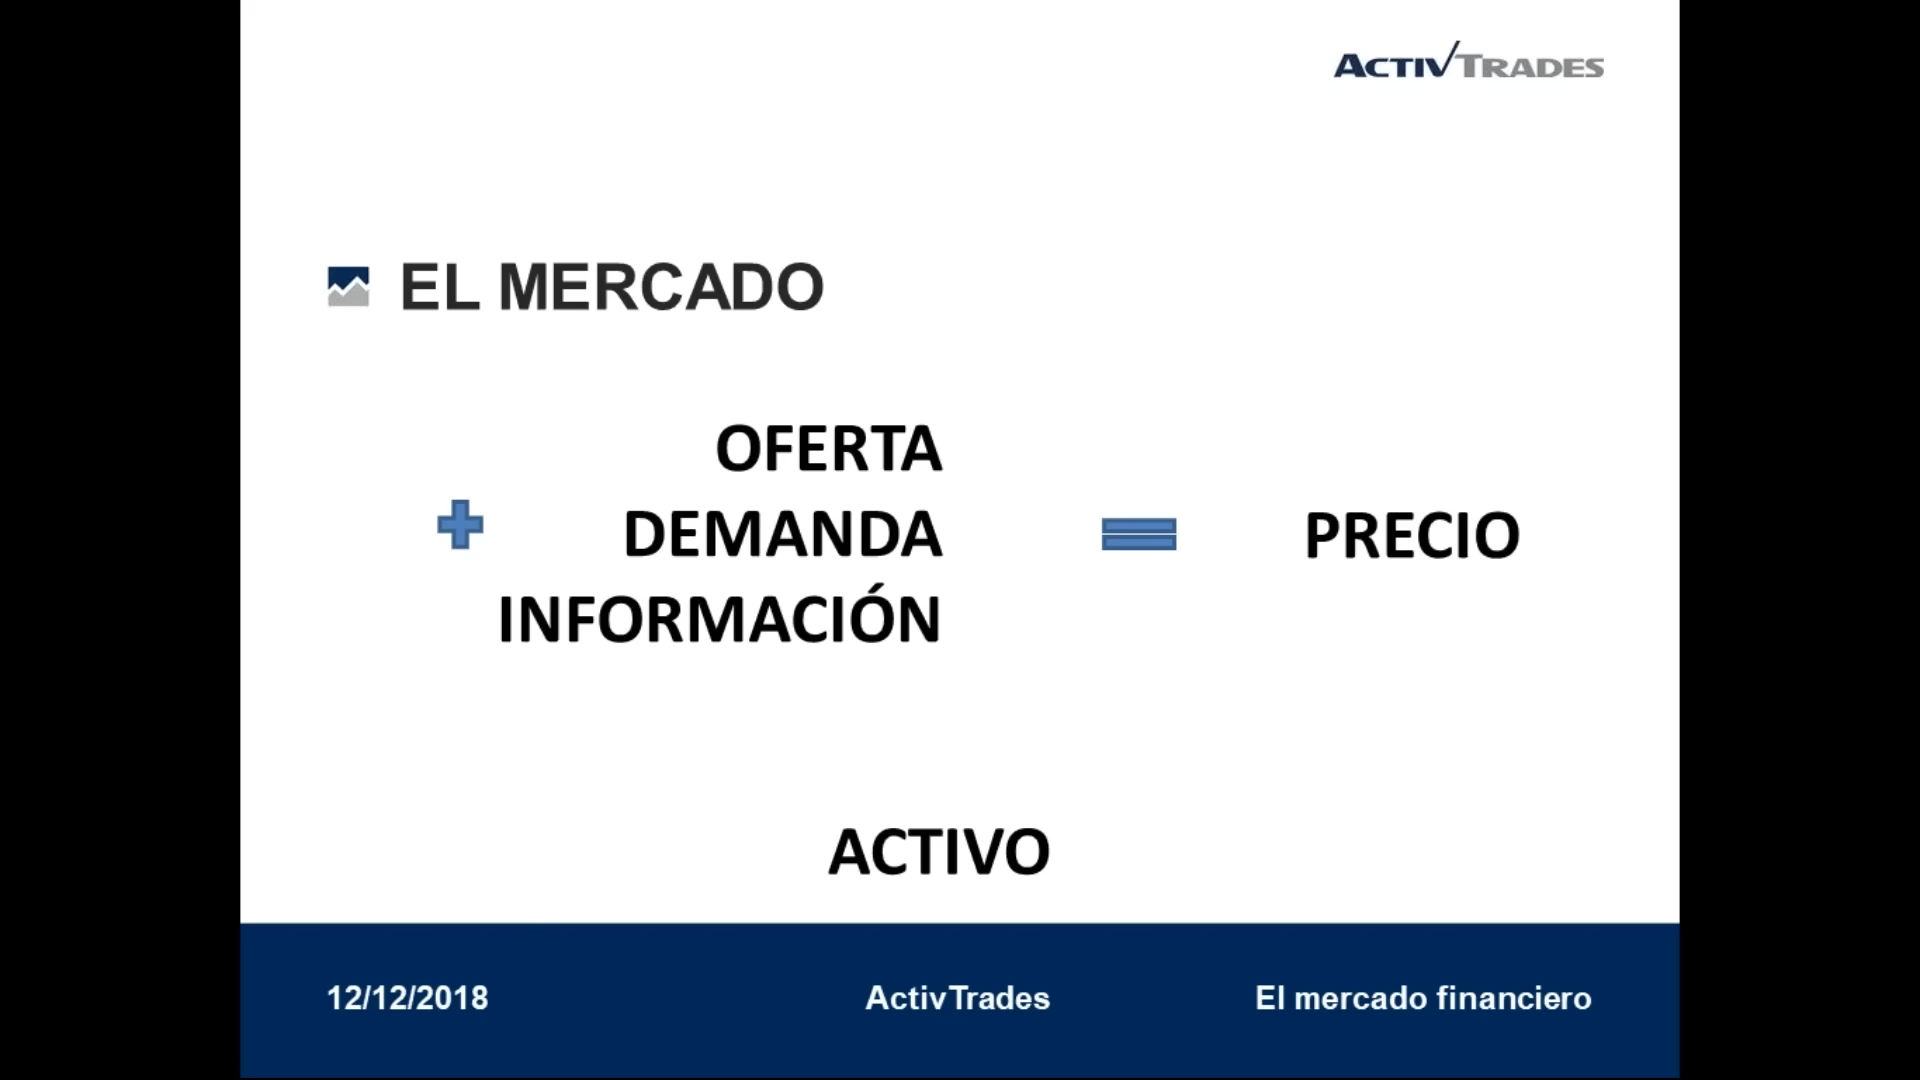 ACTIVTRADES
EL MERCADO
OFERTA
DEMANDA
INFORMACIÓN
PRECIO
ACTIVO
12/12/2018
ActivTrades
El mercado financiero